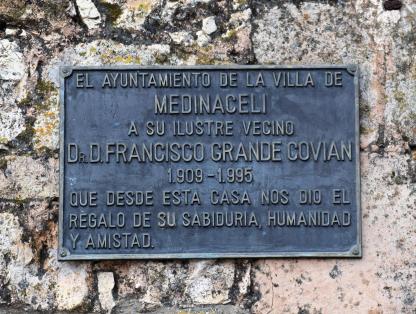 EL AYUNTAMIENTO DE LA VILLA DE
MEDINACELI
A SU ILUSTRE VECINO
DR.D.FRANCISCO GRANDE COVIAN
1.909-1.995
QUE DESDE ESTA CASA NOS DIO EL
REGALO DE SU SABIDURIA, HUMANIDAD
Y AMISTAD.